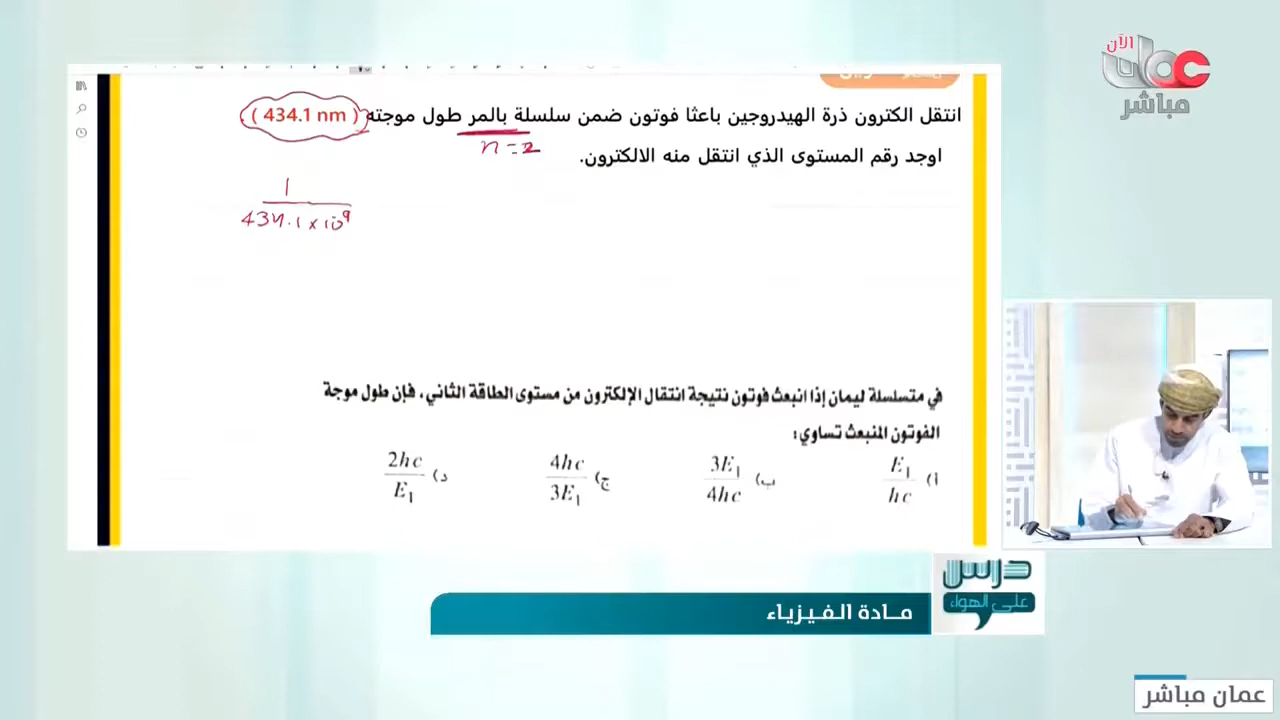 الآن
عمان
مباشر
انتقل الكترون ذرة الهيدروجين باعثا فوتون ضمن سلسلة بالمر طول موجته ( 434.1 nm )
n = 2
اوجد رقم المستوى الذي انتقل منه الالكترون.
1
434.1 x 10⁻⁹
في متسلسلة ليمان إذا انبعث فوتون نتيجة انتقال الإلكترون من مستوى الطاقة الثاني، فإن طول موجة
الفوتون المنبعث تساوي:
أ) E₁ / hc ب) 3E₁ / 4hc ج) 4hc / 3E₁ د) 2hc / E₁
درس
على الهواء
مــادة الفـيـزيـاء
عمان مباشر